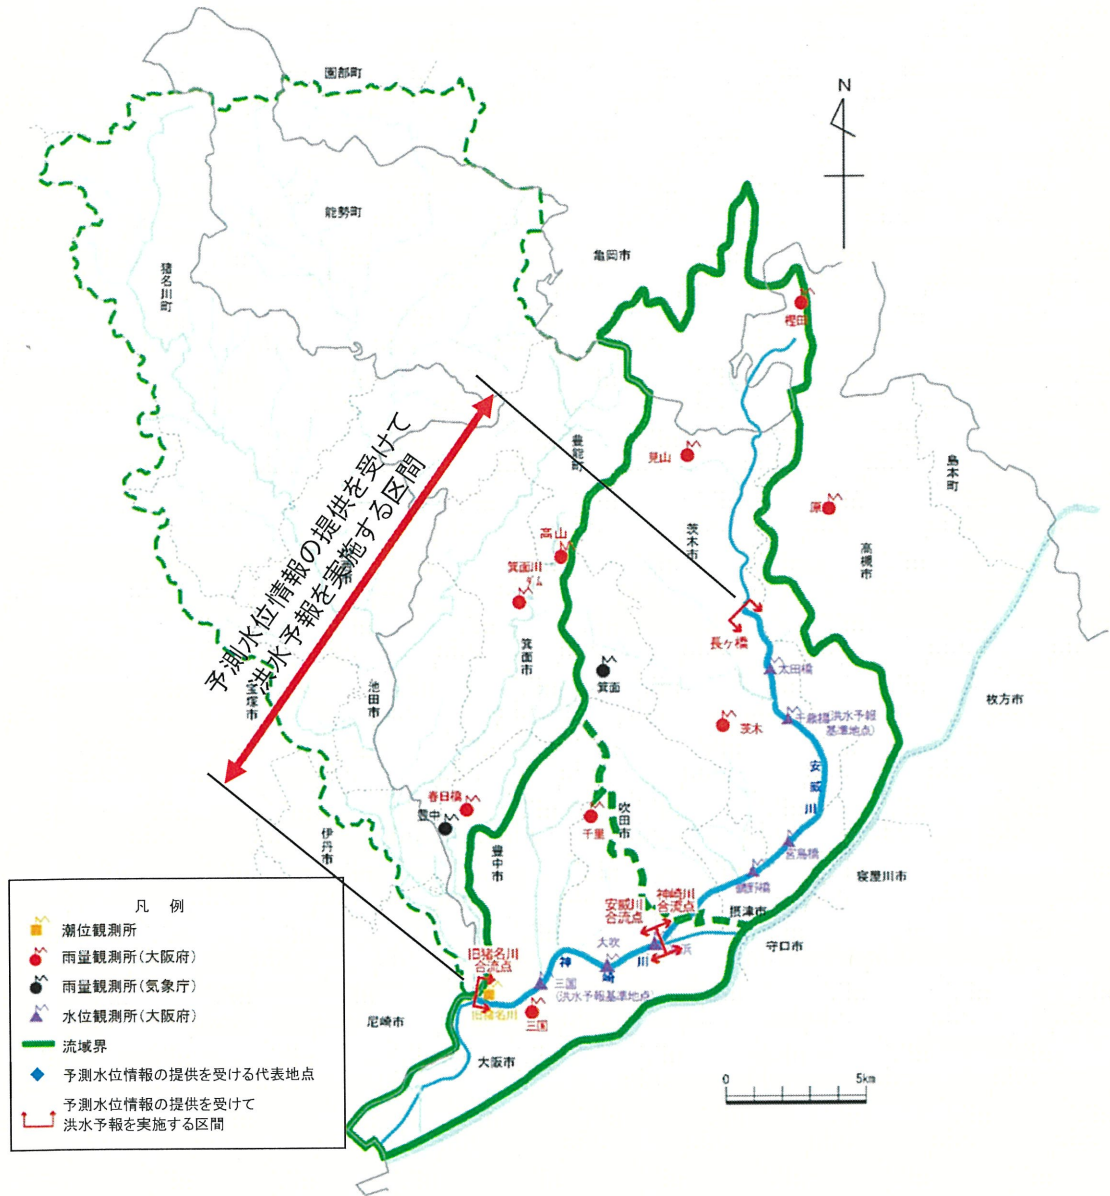 園部町
N
能勢町
亀岡市
猪名川町
樫田
予測水位情報の提供を受けて
洪水予報を実施する区間
豊能町
見山
島本町
原
茨木市
高槻市
高山
箕面川
ダム
長ケ橋
箕面市
箕面
太田橋
宝塚市
池田市
枚方市
茨木
千歳橋(洪水予報
基準地点)
安威川
春日橋
豊中
千里
吹田市
伊丹市
豊中市
宮鳥橋
鶴野橋
寝屋川市
安威川
合流点
神崎川
合流点
摂津市
守口市
大吹
浜
旧猪名川
合流点
神崎川
三国
(洪水予報基準地点)
旧猪名川
三国
尼崎市
大阪市
凡 例
潮位観測所
雨量観測所(大阪府)
雨量観測所(気象庁)
水位観測所(大阪府)
流域界
予測水位情報の提供を受ける代表地点
予測水位情報の提供を受けて
洪水予報を実施する区間
0 5km